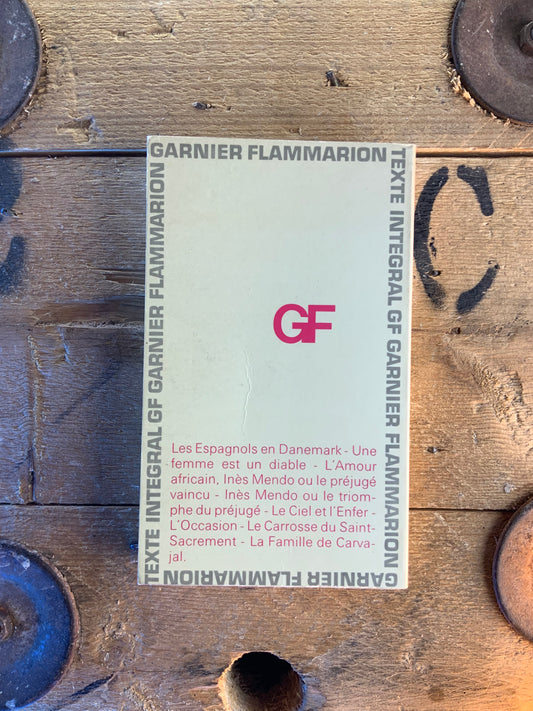 GARNIER FLAMMARION
TEXTE INTEGRAL GF GARNIER FLAMMARION
TEXTE INTEGRAL GF GARNIER FLAMMARION
GF
Les Espagnols en Danemark - Une
femme est un diable - L'Amour
africain, Inès Mendo ou le préjugé
vaincu - Inès Mendo ou le triom-
phe du préjugé - Le Ciel et l'Enfer -
L'Occasion - Le Carrosse du Saint-
Sacrement - La Famille de Carva-
jal.
GARNIER FLAMMARION
C